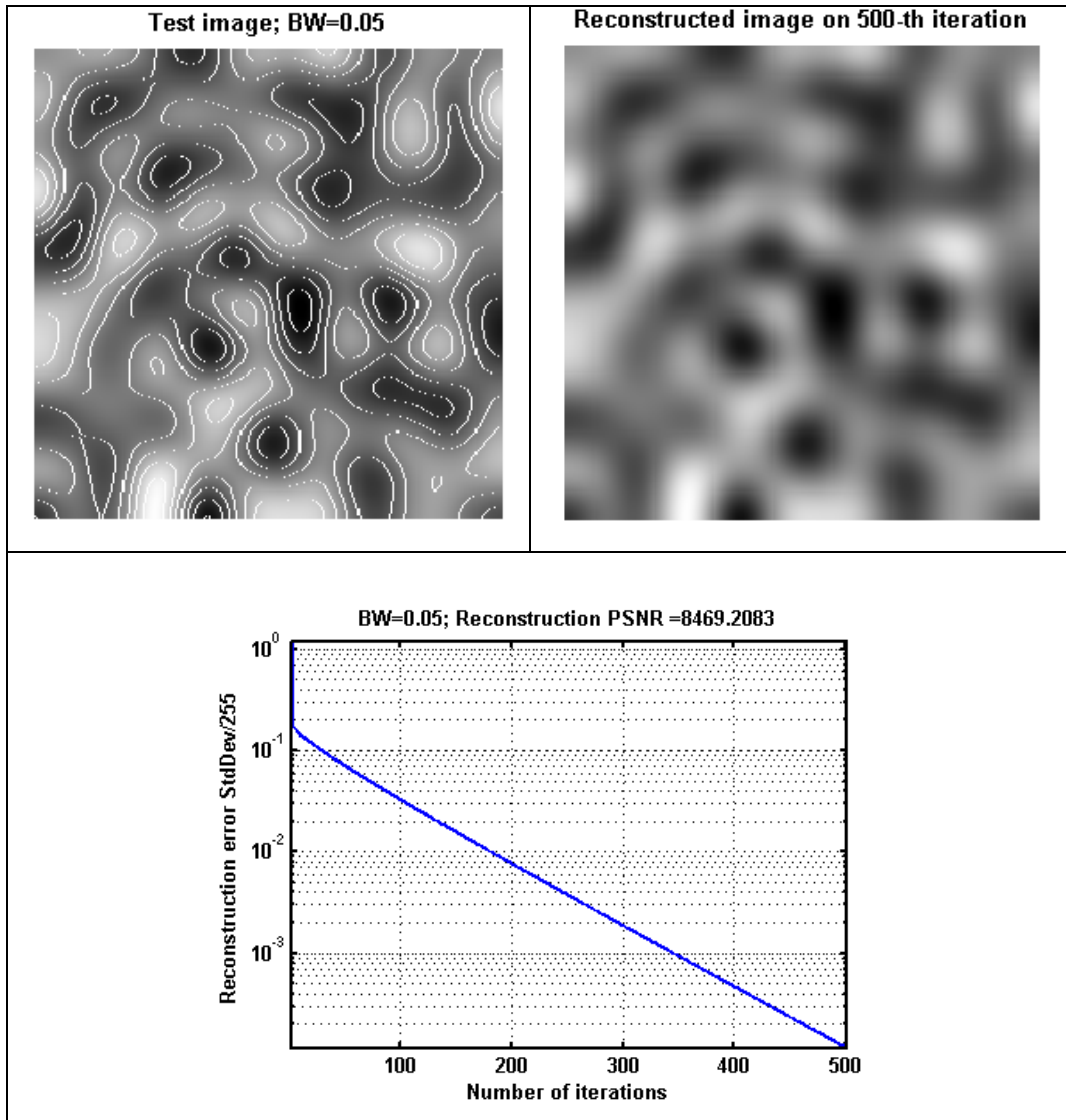 Test image; BW=0.05
Reconstructed image on 500-th iteration
BW=0.05; Reconstruction PSNR =8469.2083
Reconstruction error StdDev/255
10^0
10^-1
10^-2
10^-3
100 200 300 400 500
Number of iterations